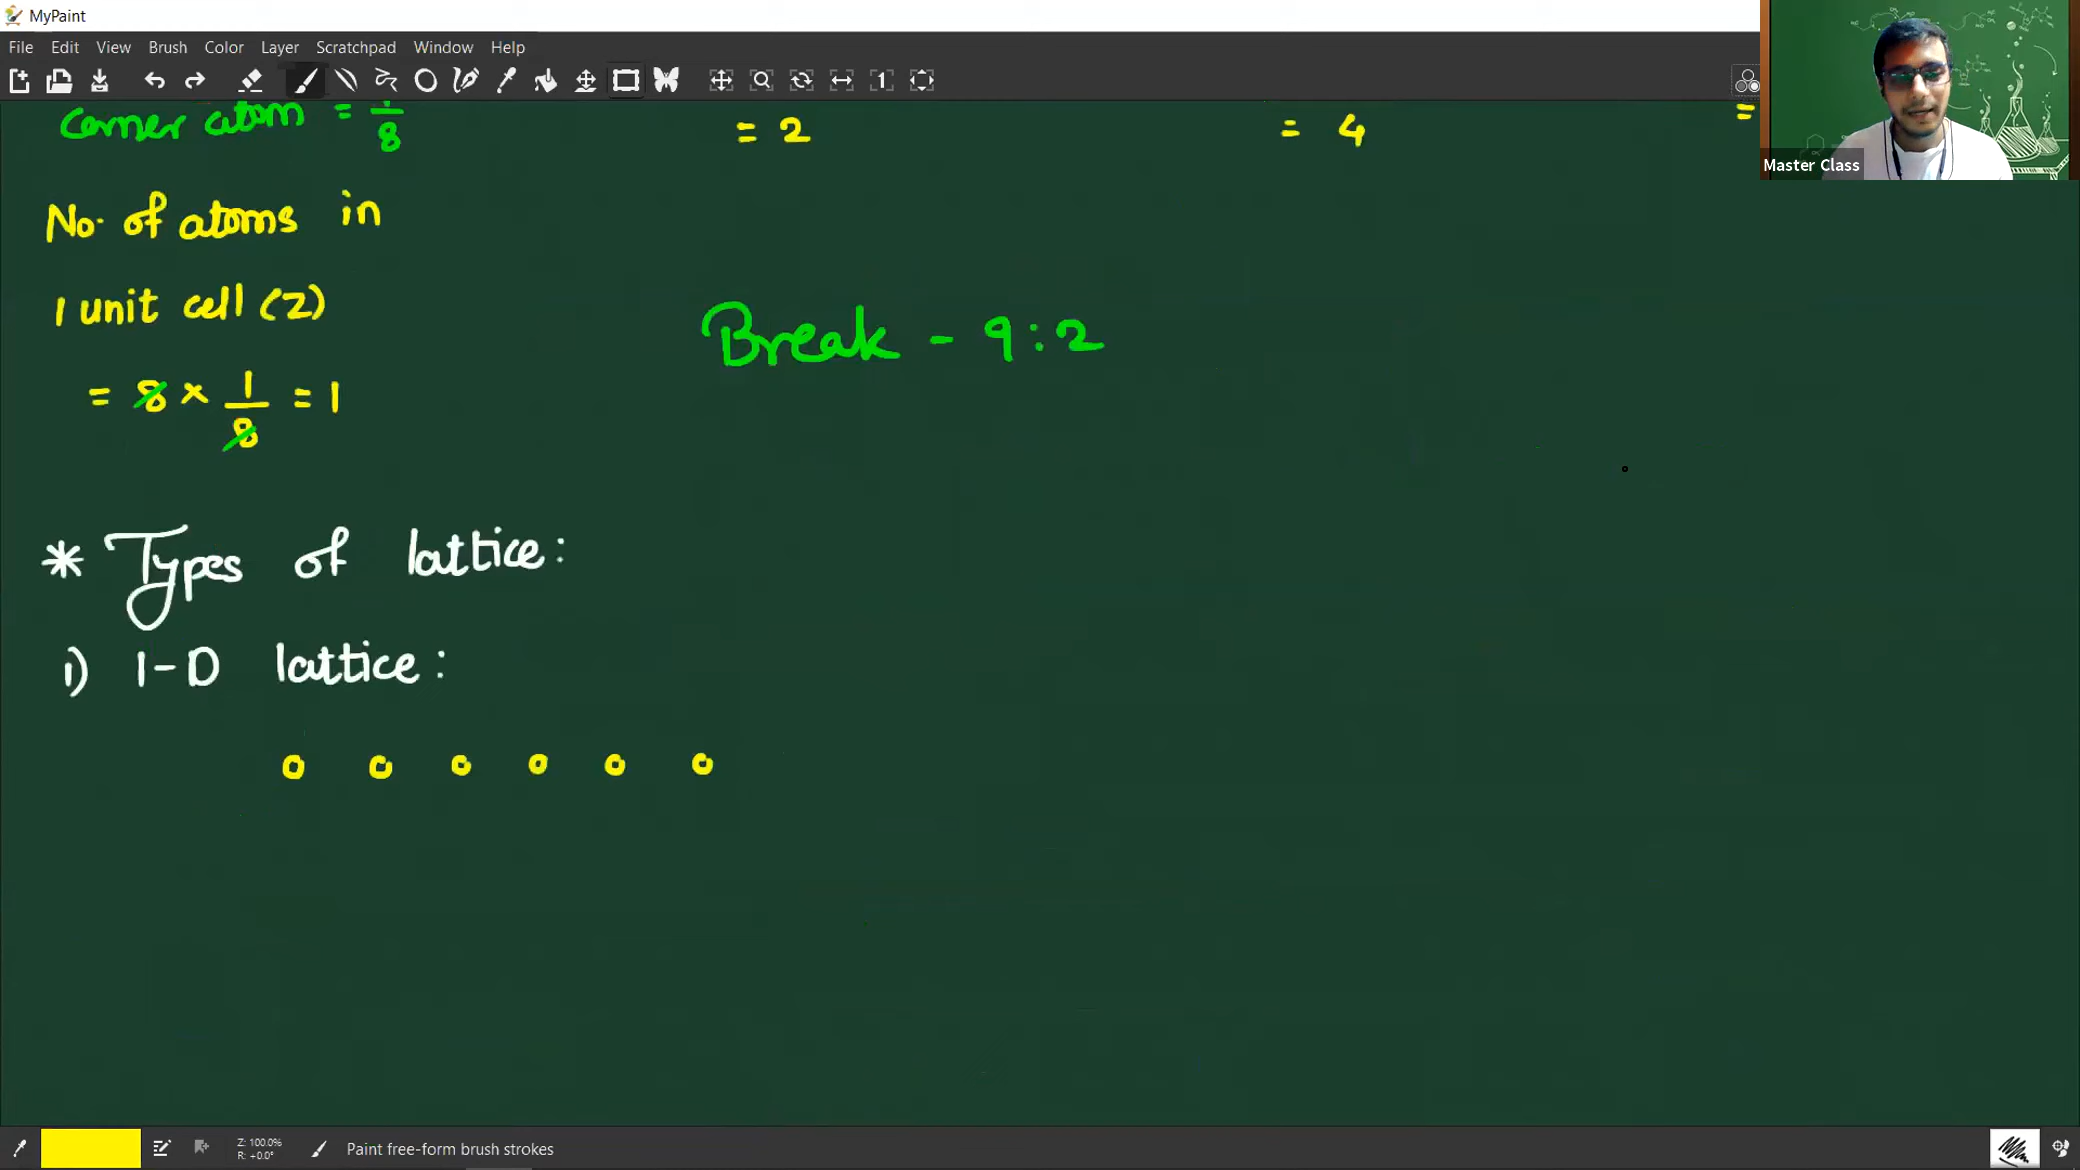 MyPaint
File Edit View Brush Color Layer Scratchpad Window Help
Master Class
Corner atom = 1/8
= 2
= 4
=
No. of atoms in
1 unit cell (Z)
= 8 × 1/8 = 1
Break - 9:2
* Types of lattice:
1) 1-D lattice:
Z: 100.0%
R: +0.0°
Paint free-form brush strokes